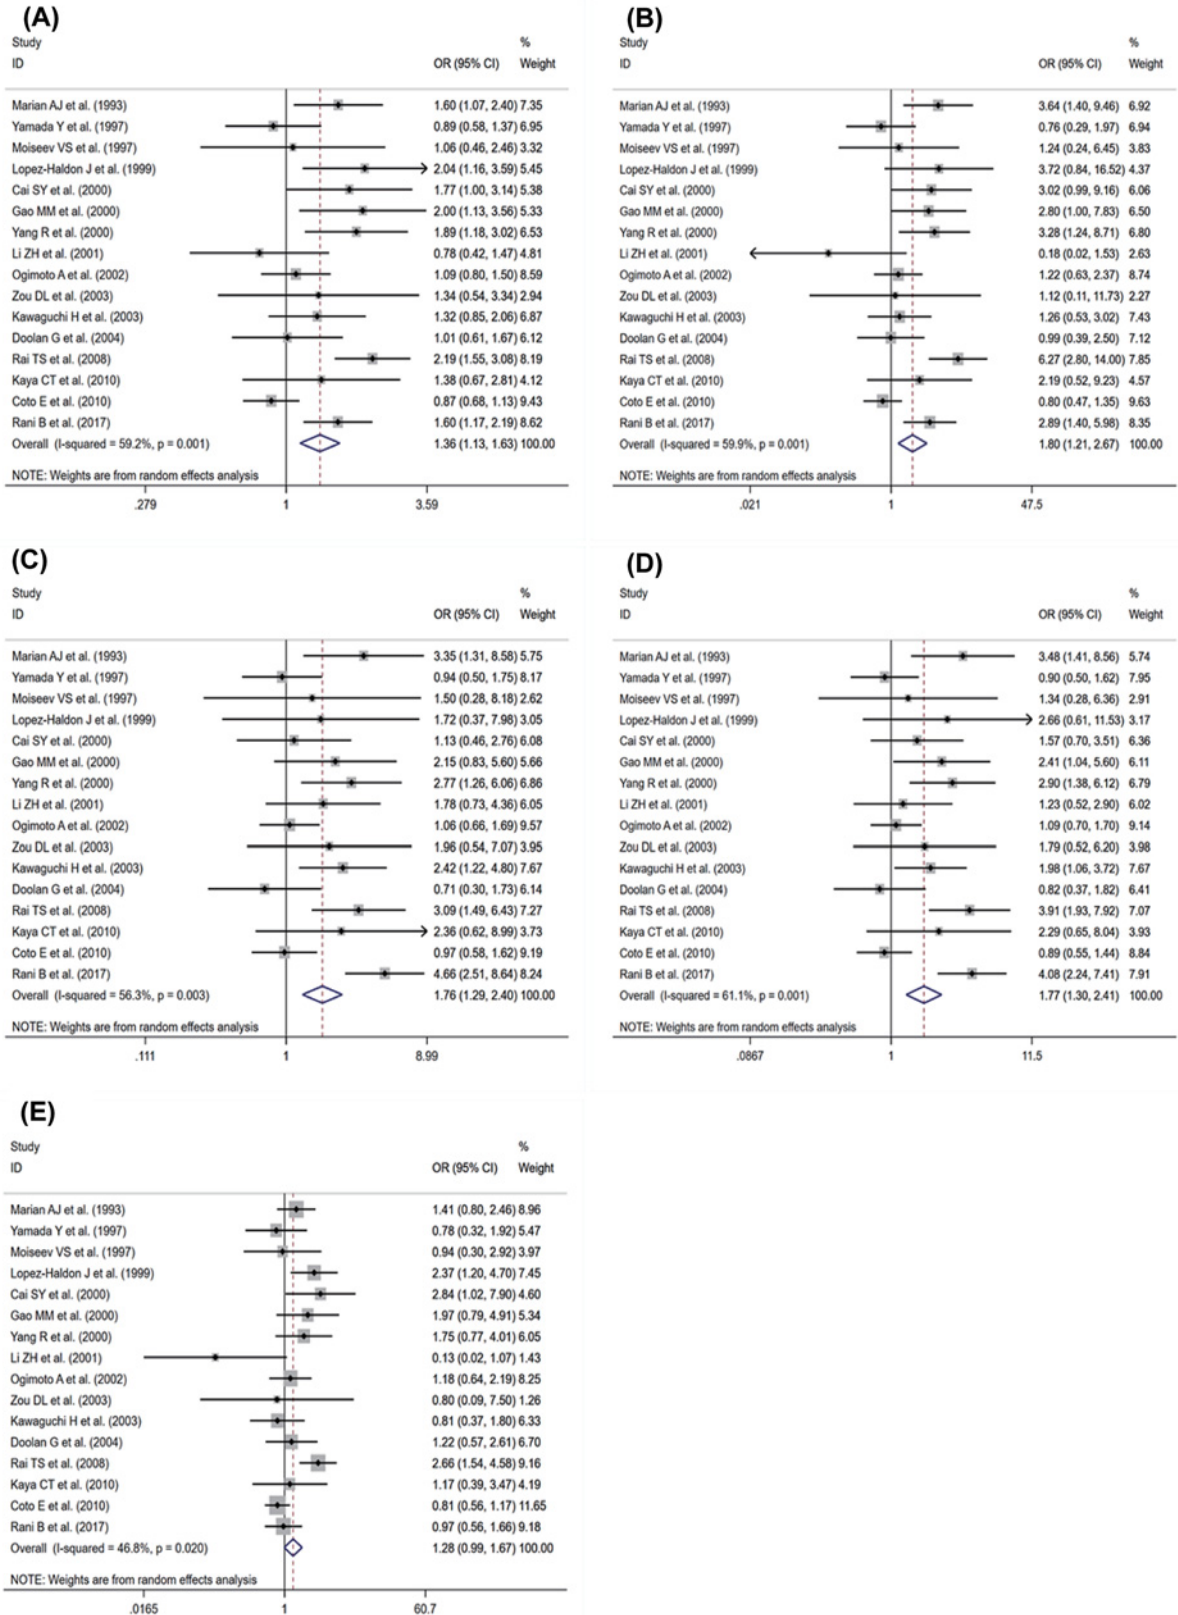 (A)
Study %
ID OR (95% CI) Weight
Marian AJ et al. (1993) 1.60 (1.07, 2.40) 7.35
Yamada Y et al. (1997) 0.89 (0.58, 1.37) 6.95
Moiseev VS et al. (1997) 1.06 (0.46, 2.46) 3.32
Lopez-Haldon J et al. (1999) 2.04 (1.16, 3.59) 5.45
Cai SY et al. (2000) 1.77 (1.00, 3.14) 5.38
Gao MM et al. (2000) 2.00 (1.13, 3.56) 5.33
Yang R et al. (2000) 1.89 (1.18, 3.02) 6.53
Li ZH et al. (2001) 0.78 (0.42, 1.47) 4.81
Ogimoto A et al. (2002) 1.09 (0.80, 1.50) 8.59
Zou DL et al. (2003) 1.34 (0.54, 3.34) 2.94
Kawaguchi H et al. (2003) 1.32 (0.85, 2.06) 6.87
Doolan G et al. (2004) 1.01 (0.61, 1.67) 6.12
Rai TS et al. (2008) 2.19 (1.55, 3.08) 8.19
Kaya CT et al. (2010) 1.38 (0.67, 2.81) 4.12
Coto E et al. (2010) 0.87 (0.68, 1.13) 9.43
Rani B et al. (2017) 1.60 (1.17, 2.19) 8.62
Overall (I-squared = 59.2%, p = 0.001) 1.36 (1.13, 1.63) 100.00
NOTE: Weights are from random effects analysis
.279 1 3.59
(B)
Study %
ID OR (95% CI) Weight
Marian AJ et al. (1993) 3.64 (1.40, 9.46) 6.92
Yamada Y et al. (1997) 0.76 (0.29, 1.97) 6.94
Moiseev VS et al. (1997) 1.24 (0.24, 6.45) 3.83
Lopez-Haldon J et al. (1999) 3.72 (0.84, 16.52) 4.37
Cai SY et al. (2000) 3.02 (0.99, 9.16) 6.06
Gao MM et al. (2000) 2.80 (1.00, 7.83) 6.50
Yang R et al. (2000) 3.28 (1.24, 8.71) 6.80
Li ZH et al. (2001) 0.18 (0.02, 1.53) 2.63
Ogimoto A et al. (2002) 1.22 (0.63, 2.37) 8.74
Zou DL et al. (2003) 1.12 (0.11, 11.73) 2.27
Kawaguchi H et al. (2003) 1.26 (0.53, 3.02) 7.43
Doolan G et al. (2004) 0.99 (0.39, 2.50) 7.12
Rai TS et al. (2008) 6.27 (2.80, 14.00) 7.85
Kaya CT et al. (2010) 2.19 (0.52, 9.23) 4.57
Coto E et al. (2010) 0.80 (0.47, 1.35) 9.63
Rani B et al. (2017) 2.89 (1.40, 5.98) 8.35
Overall (I-squared = 59.9%, p = 0.001) 1.80 (1.21, 2.67) 100.00
NOTE: Weights are from random effects analysis
.021 1 47.5
(C)
Study %
ID OR (95% CI) Weight
Marian AJ et al. (1993) 3.35 (1.31, 8.58) 5.75
Yamada Y et al. (1997) 0.94 (0.50, 1.75) 8.17
Moiseev VS et al. (1997) 1.50 (0.28, 8.18) 2.62
Lopez-Haldon J et al. (1999) 1.72 (0.37, 7.98) 3.05
Cai SY et al. (2000) 1.13 (0.46, 2.76) 6.08
Gao MM et al. (2000) 2.15 (0.83, 5.60) 5.66
Yang R et al. (2000) 2.77 (1.26, 6.06) 6.86
Li ZH et al. (2001) 1.78 (0.73, 4.36) 6.05
Ogimoto A et al. (2002) 1.06 (0.66, 1.69) 9.57
Zou DL et al. (2003) 1.96 (0.54, 7.07) 3.95
Kawaguchi H et al. (2003) 2.42 (1.22, 4.80) 7.67
Doolan G et al. (2004) 0.71 (0.30, 1.73) 6.14
Rai TS et al. (2008) 3.09 (1.49, 6.43) 7.27
Kaya CT et al. (2010) 2.36 (0.62, 8.99) 3.73
Coto E et al. (2010) 0.97 (0.58, 1.62) 9.19
Rani B et al. (2017) 4.66 (2.51, 8.64) 8.24
Overall (I-squared = 56.3%, p = 0.003) 1.76 (1.29, 2.40) 100.00
NOTE: Weights are from random effects analysis
.111 1 8.99
(D)
Study %
ID OR (95% CI) Weight
Marian AJ et al. (1993) 3.48 (1.41, 8.56) 5.74
Yamada Y et al. (1997) 0.90 (0.50, 1.62) 7.95
Moiseev VS et al. (1997) 1.34 (0.28, 6.36) 2.91
Lopez-Haldon J et al. (1999) 2.66 (0.61, 11.53) 3.17
Cai SY et al. (2000) 1.57 (0.70, 3.51) 6.36
Gao MM et al. (2000) 2.41 (1.04, 5.60) 6.11
Yang R et al. (2000) 2.90 (1.38, 6.12) 6.79
Li ZH et al. (2001) 1.23 (0.52, 2.90) 6.02
Ogimoto A et al. (2002) 1.09 (0.70, 1.70) 9.14
Zou DL et al. (2003) 1.79 (0.52, 6.20) 3.98
Kawaguchi H et al. (2003) 1.98 (1.06, 3.72) 7.67
Doolan G et al. (2004) 0.82 (0.37, 1.82) 6.41
Rai TS et al. (2008) 3.91 (1.93, 7.92) 7.07
Kaya CT et al. (2010) 2.29 (0.65, 8.04) 3.93
Coto E et al. (2010) 0.89 (0.55, 1.44) 8.84
Rani B et al. (2017) 4.08 (2.24, 7.41) 7.91
Overall (I-squared = 61.1%, p = 0.001) 1.77 (1.30, 2.41) 100.00
NOTE: Weights are from random effects analysis
.0867 1 11.5
(E)
Study %
ID OR (95% CI) Weight
Marian AJ et al. (1993) 1.41 (0.80, 2.46) 8.96
Yamada Y et al. (1997) 0.78 (0.32, 1.92) 5.47
Moiseev VS et al. (1997) 0.94 (0.30, 2.92) 3.97
Lopez-Haldon J et al. (1999) 2.37 (1.20, 4.70) 7.45
Cai SY et al. (2000) 2.84 (1.02, 7.90) 4.60
Gao MM et al. (2000) 1.97 (0.79, 4.91) 5.34
Yang R et al. (2000) 1.75 (0.77, 4.01) 6.05
Li ZH et al. (2001) 0.13 (0.02, 1.07) 1.43
Ogimoto A et al. (2002) 1.18 (0.64, 2.19) 8.25
Zou DL et al. (2003) 0.80 (0.09, 7.50) 1.26
Kawaguchi H et al. (2003) 0.81 (0.37, 1.80) 6.33
Doolan G et al. (2004) 1.22 (0.57, 2.61) 6.70
Rai TS et al. (2008) 2.66 (1.54, 4.58) 9.16
Kaya CT et al. (2010) 1.17 (0.39, 3.47) 4.19
Coto E et al. (2010) 0.81 (0.56, 1.17) 11.65
Rani B et al. (2017) 0.97 (0.56, 1.66) 9.18
Overall (I-squared = 46.8%, p = 0.020) 1.28 (0.99, 1.67) 100.00
NOTE: Weights are from random effects analysis
.0165 1 60.7